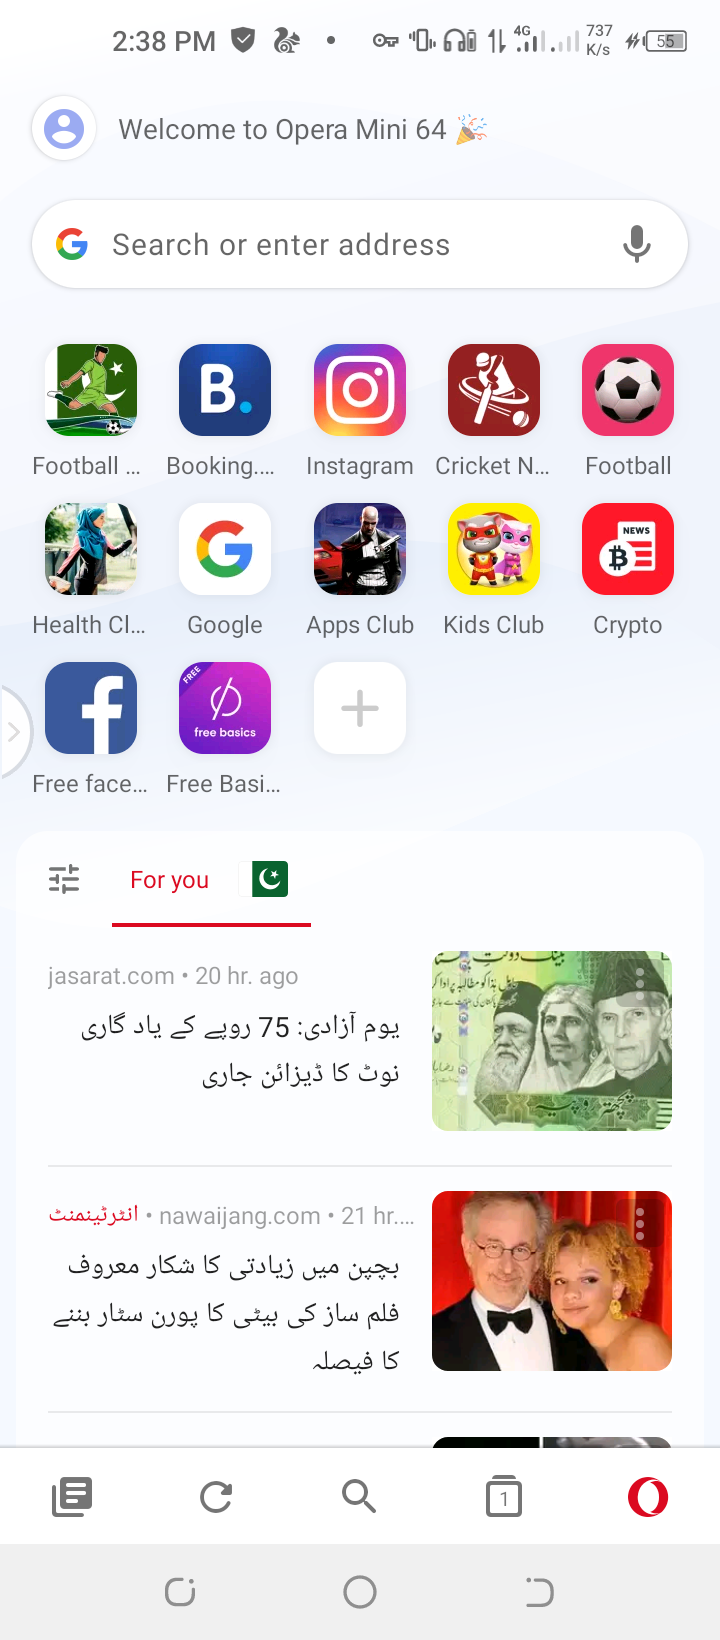 2:38 PM
4G
737 K/s
55
Welcome to Opera Mini 64
Search or enter address
B.
Football ...
Booking....
Instagram
Cricket N...
Football
NEWS
Health Cl...
Google
Apps Club
Kids Club
Crypto
FREE
free basics
Free face...
Free Basi...
For you
jasarat.com • 20 hr. ago
یوم آزادی: 75 روپے کے یاد گاری
نوٹ کا ڈیزائن جاری
انٹرٹینمنٹ • nawaijang.com • 21 hr....
بچپن میں زیادتی کا شکار معروف
فلم ساز کی بیٹی کا پورن سٹار بننے
کا فیصلہ
1